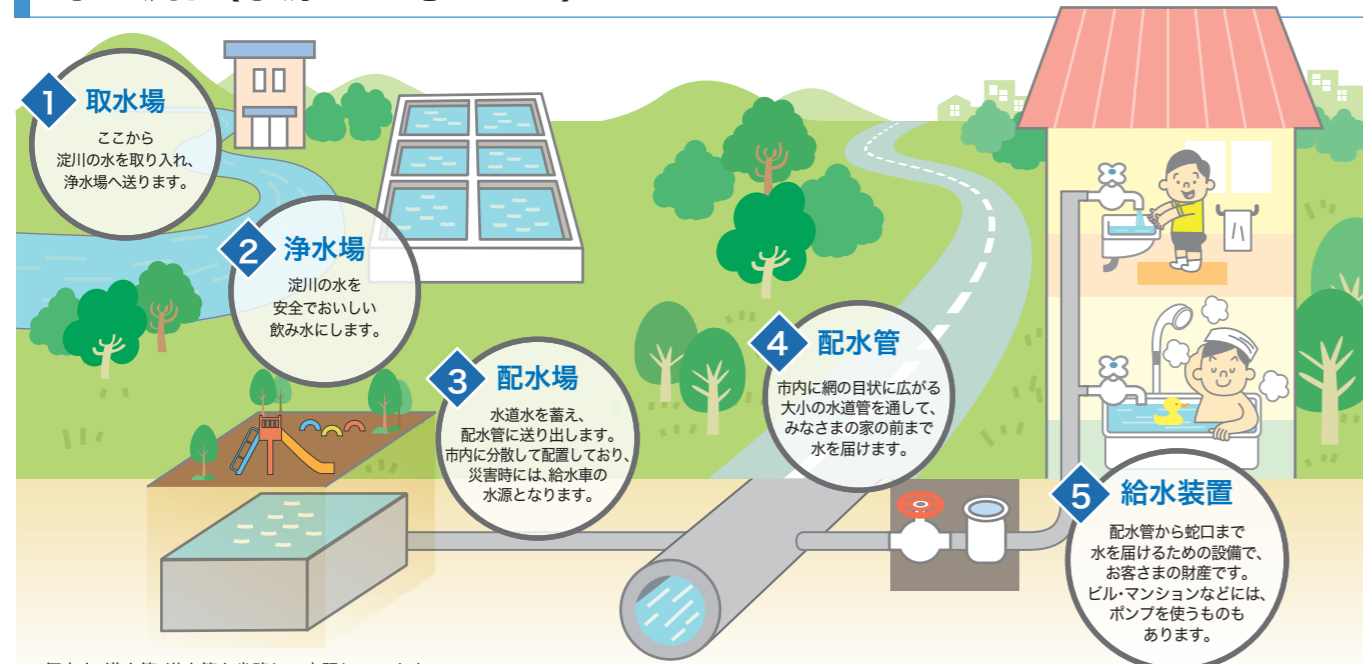 1 取水場
ここから
淀川の水を取り入れ、
浄水場へ送ります。
2 浄水場
淀川の水を
安全でおいしい
飲み水にします。
3 配水場
水道水を蓄え、
配水管に送り出します。
市内に分散して配置しており、
災害時には、給水車の
水源となります。
4 配水管
市内に網の目状に広がる
大小の水道管を通して、
みなさまの家の前まで
水を届けます。
5 給水装置
配水管から蛇口まで
水を届けるための設備で、
お客さまの財産です。
ビル・マンションなどには、
ポンプを使うものも
あります。